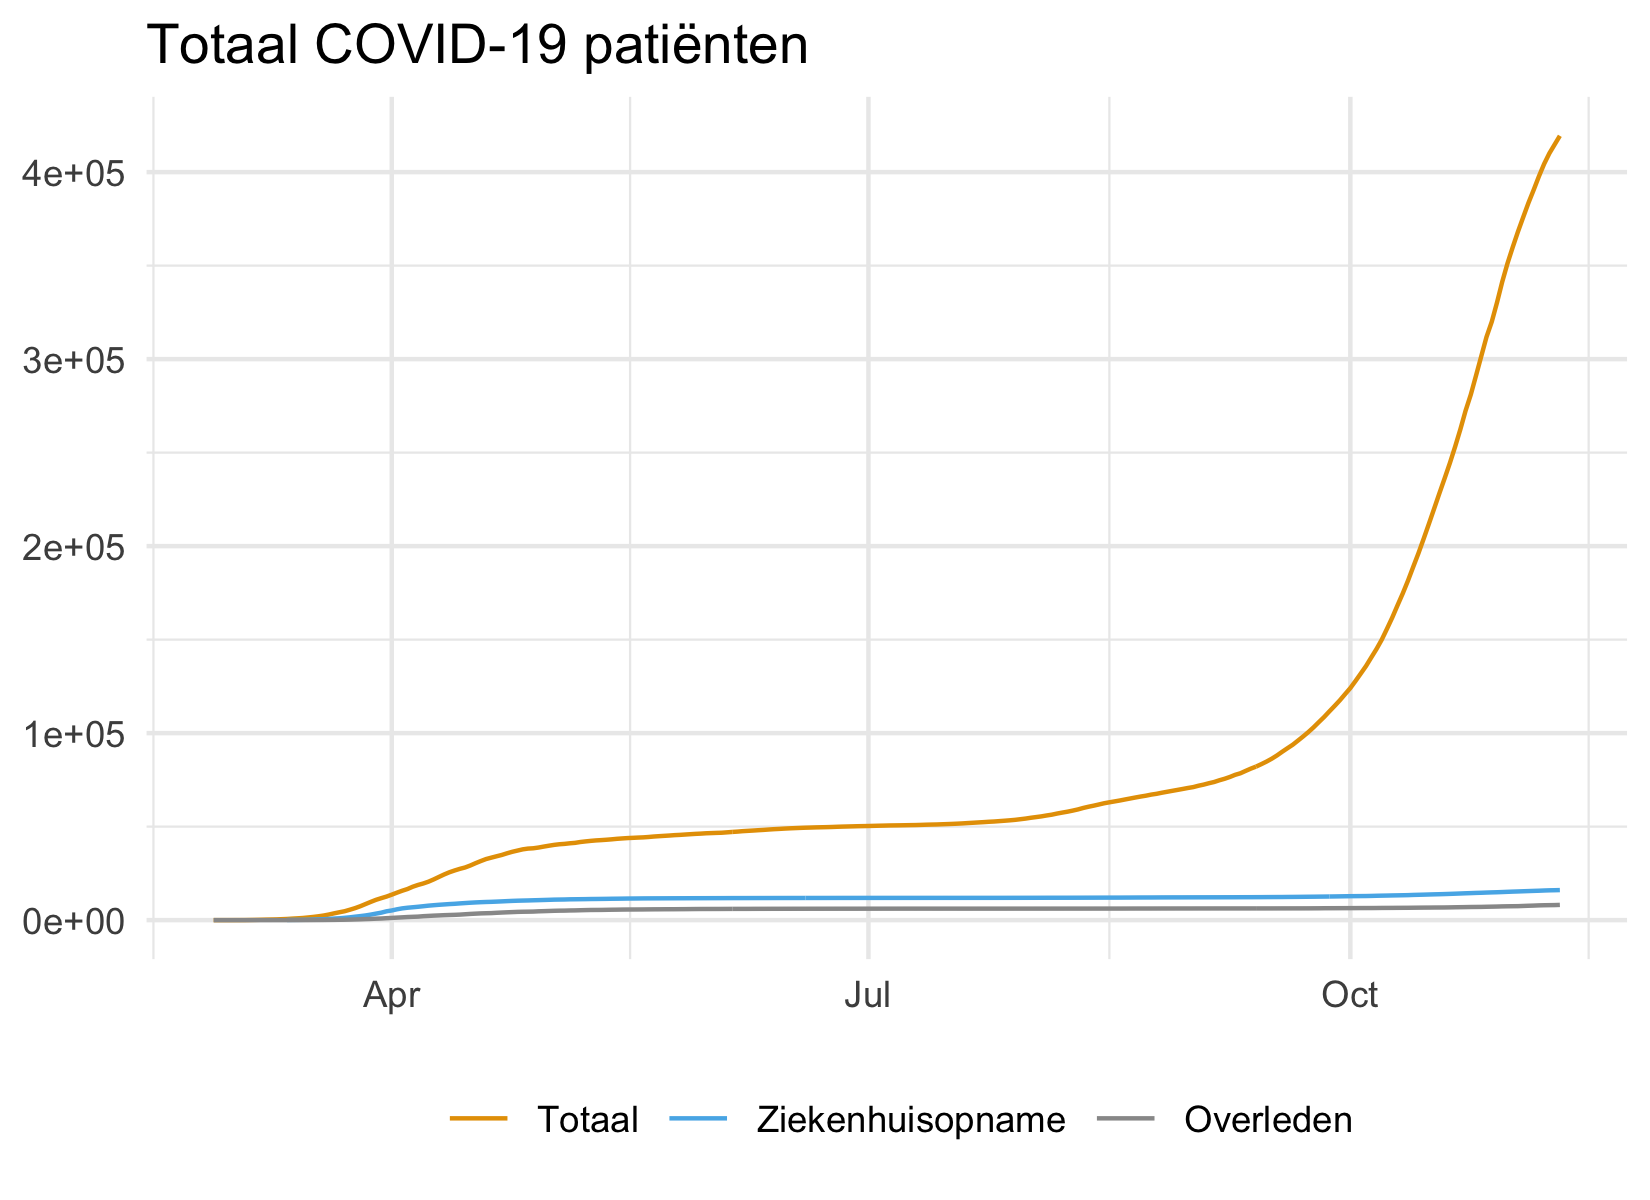 Totaal COVID-19 patiënten
4e+05
3e+05
2e+05
1e+05
0e+00
Apr Jul Oct
Totaal Ziekenhuisopname Overleden